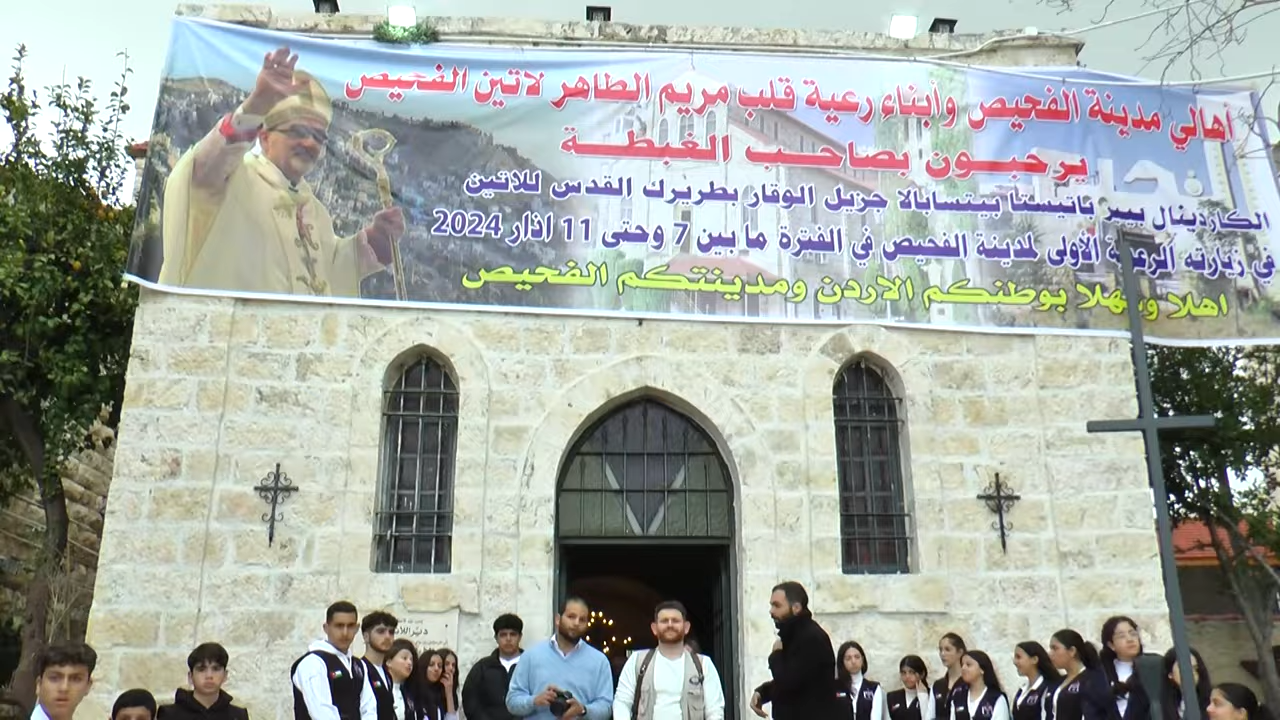 أهالي مدينة الفحيص وأبناء رعية قلب مريم الطاهر لاتين الفحيص
يرحبون بصاحب الغبطة
الكاردينال بيير باتيستا بيتسابالا جزيل الوقار بطريرك القدس للاتين
في زيارته الرعوية الأولى لمدينة الفحيص في الفترة ما بين 7 وحتى 11 اذار 2024
اهلا وسهلا بوطنكم الاردن ومدينتكم الفحيص